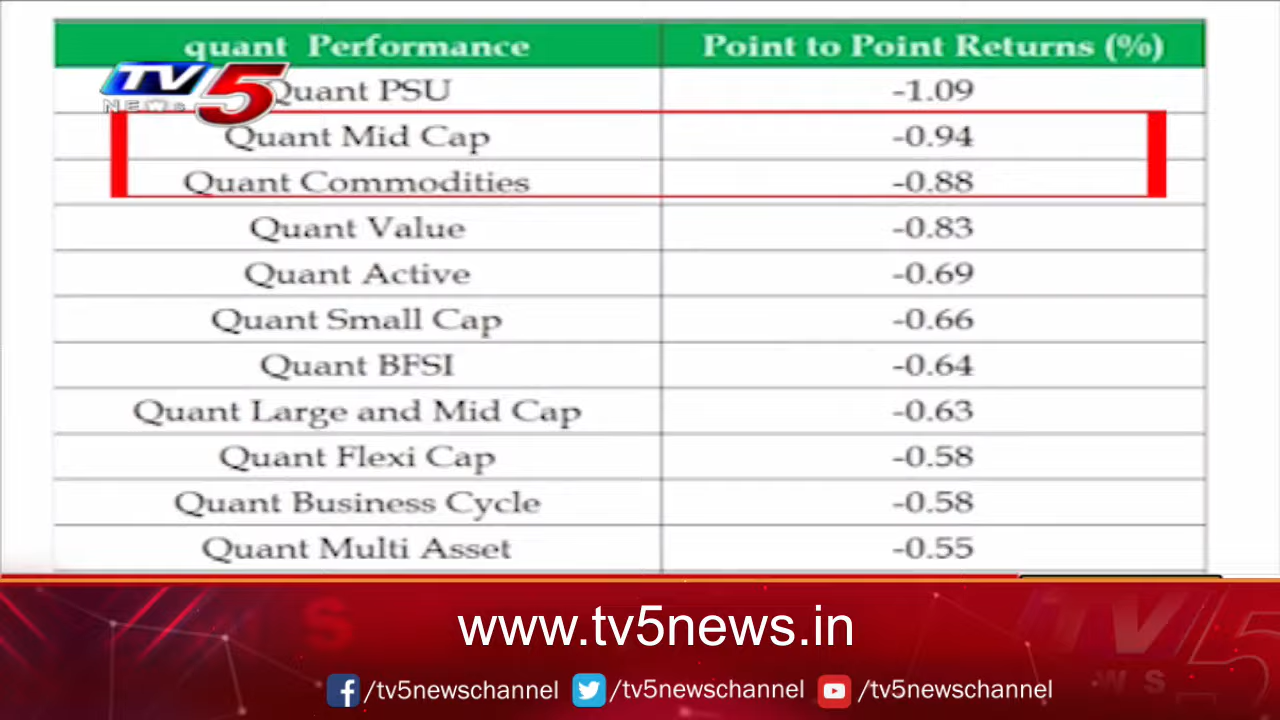 quant Performance Point to Point Returns (%)
TV5
NEWS
Quant PSU -1.09
Quant Mid Cap -0.94
Quant Commodities -0.88
Quant Value -0.83
Quant Active -0.69
Quant Small Cap -0.66
Quant BFSI -0.64
Quant Large and Mid Cap -0.63
Quant Flexi Cap -0.58
Quant Business Cycle -0.58
Quant Multi Asset -0.55
www.tv5news.in
/tv5newschannel /tv5newschannel /tv5newschannel
TV5
WS
S